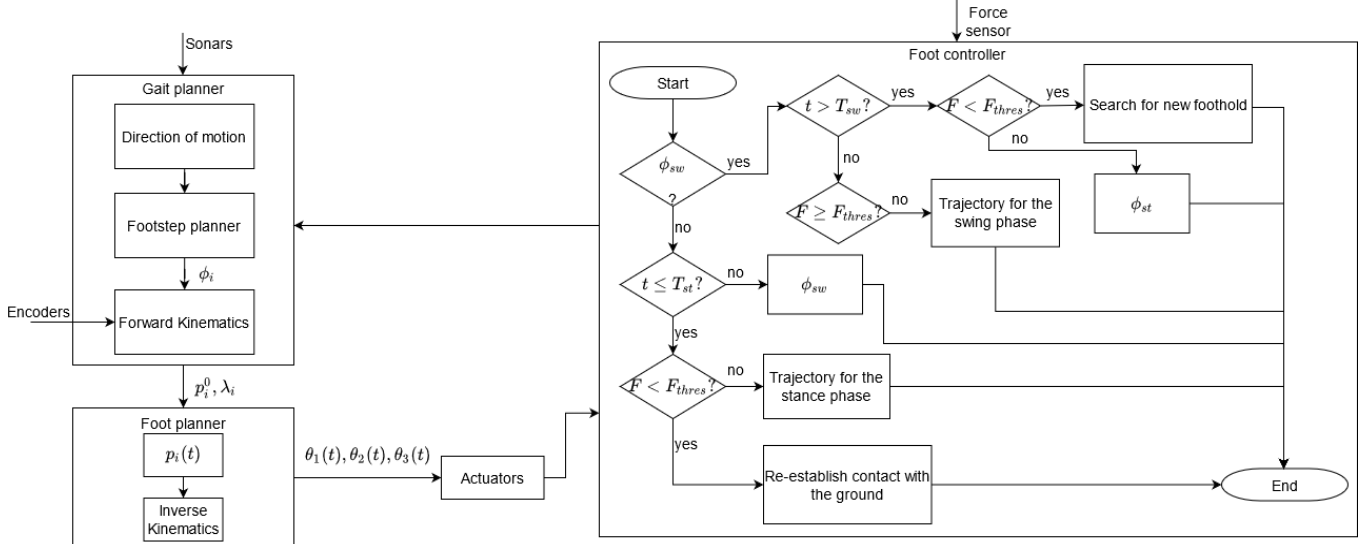 Sonars
Gait planner
Direction of motion
Footstep planner
ϕ_i
Encoders
Forward Kinematics
p_i^0, λ_i
Foot planner
p_i(t)
Inverse
Kinematics
θ_1(t), θ_2(t), θ_3(t)
Actuators
Force
sensor
Foot controller
Start
ϕ_sw
?
yes
no
t > T_sw?
yes
no
F < F_thres?
yes
no
Search for new foothold
ϕ_st
F ≥ F_thres?
no
Trajectory for the
swing phase
t ≤ T_st?
no
yes
ϕ_sw
F < F_thres?
no
yes
Trajectory for the
stance phase
Re-establish contact with
the ground
End